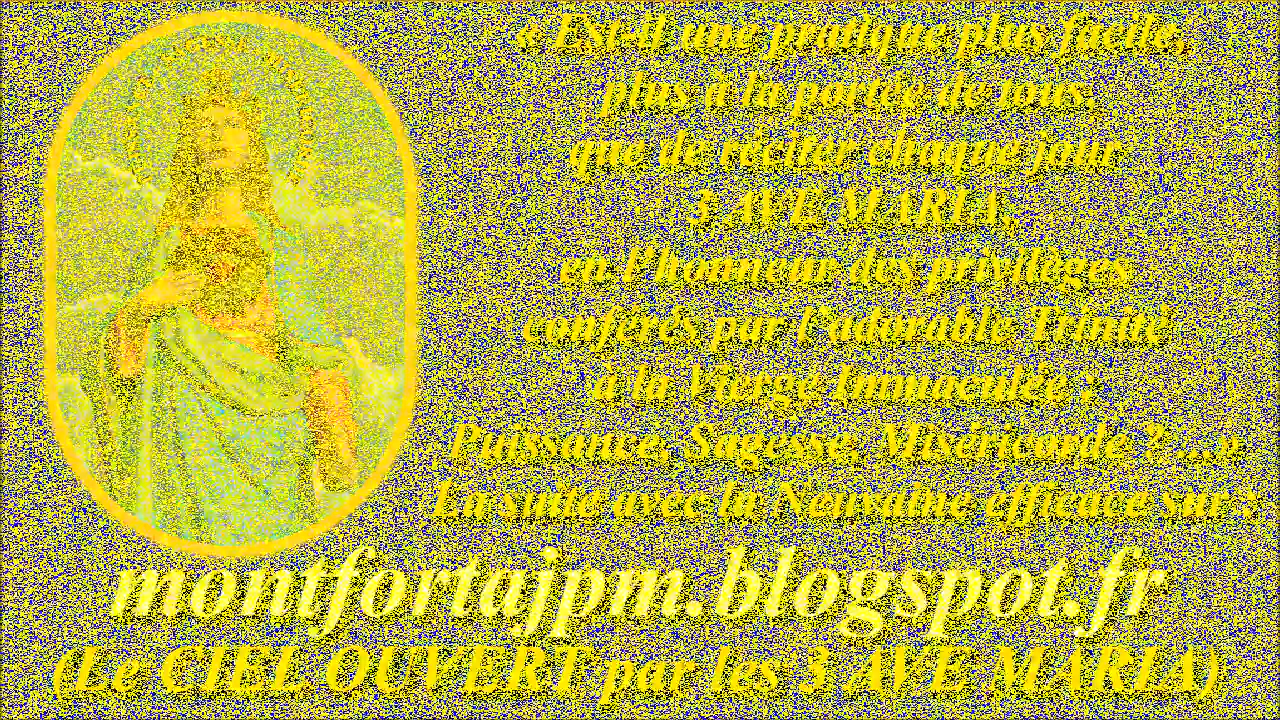 « Est-il une pratique plus facile,
plus à la portée de tous,
que de réciter chaque jour
3 AVE MARIA,
en l'honneur des privilèges
conférés par l'adorable Trinité
à la Vierge Immaculée :
Puissance, Sagesse, Miséricorde ?...»
La suite avec la Neuvaine efficace sur :
montfortajpm.blogspot.fr
(Le CIEL OUVERT par les 3 AVE MARIA)